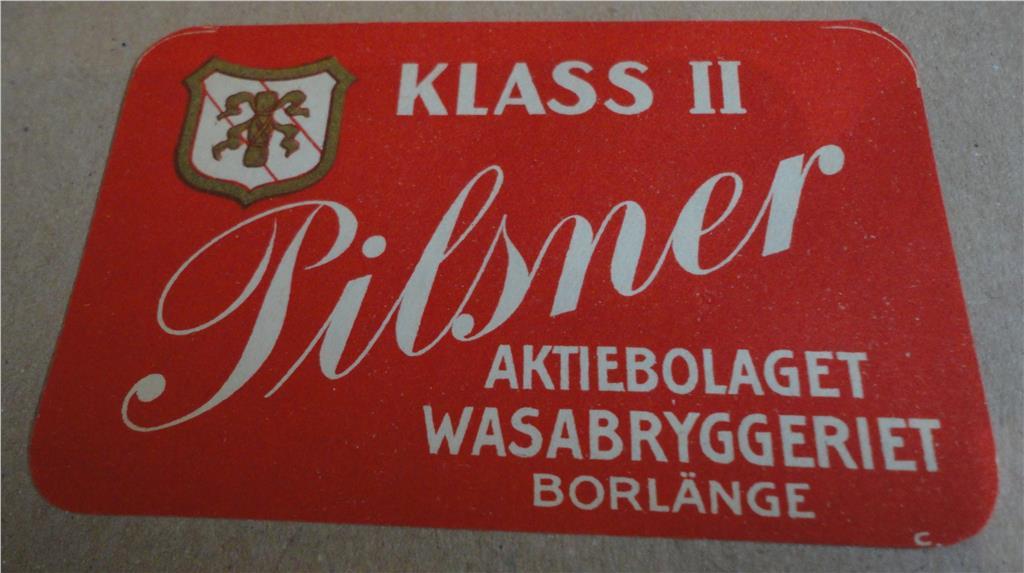 KLASS II
Pilsner
AKTIEBOLAGET
WASABRYGGERIET
BORLÄNGE
C.